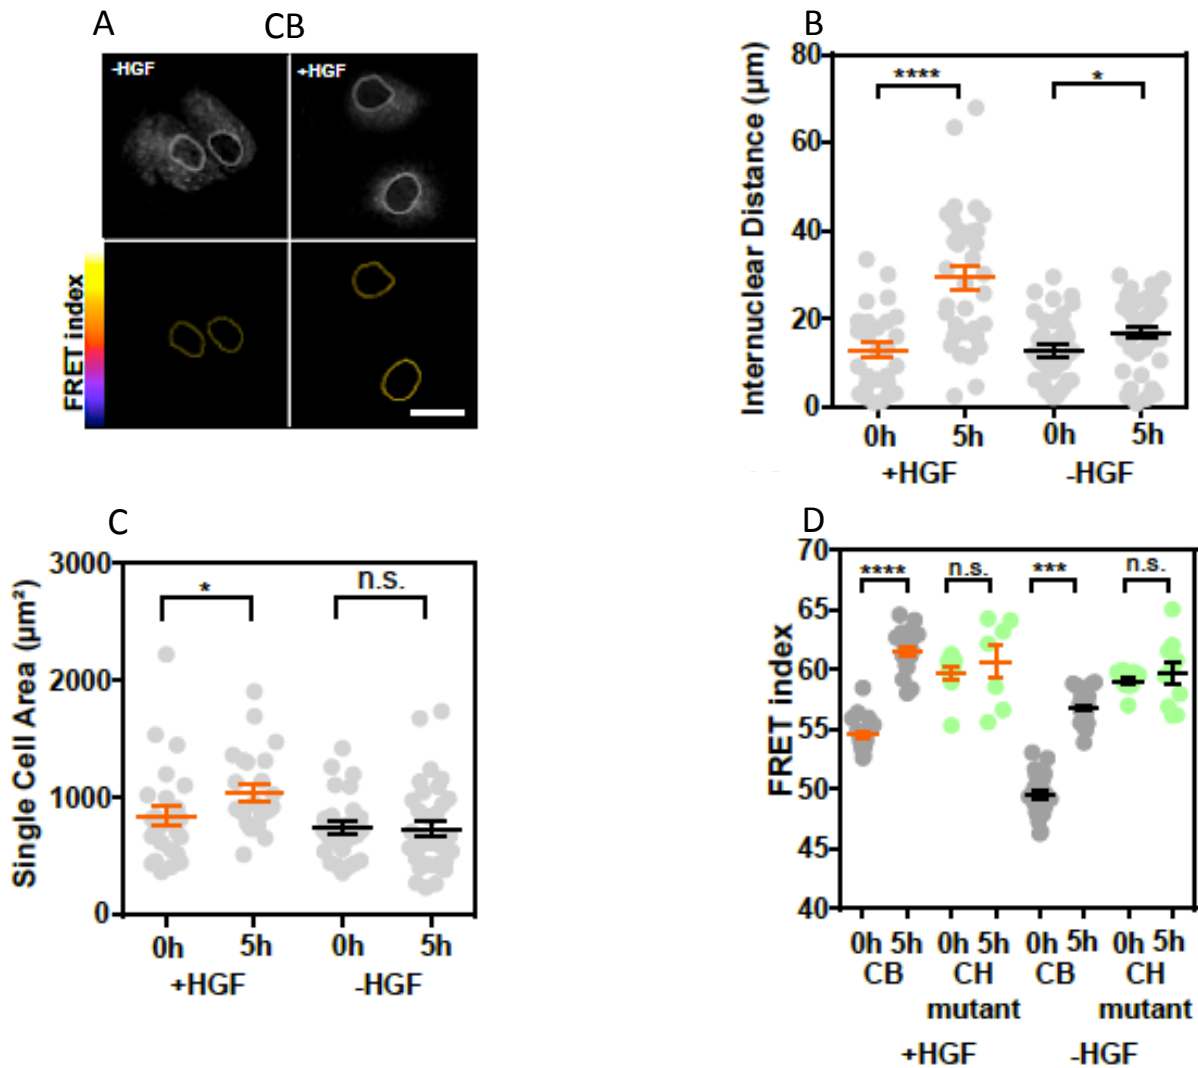 A
CB
-HGF
+HGF
FRET index
B
Internuclear Distance (µm)
80
60
40
20
0
****
*
0h
5h
0h
5h
+HGF
-HGF
C
Single Cell Area (µm²)
3000
2000
1000
0
*
n.s.
0h
5h
0h
5h
+HGF
-HGF
D
FRET index
70
65
60
55
50
45
40
****
n.s.
***
n.s.
0h 5h 0h 5h 0h 5h 0h 5h
CB CH CB CH
mutant mutant
+HGF -HGF